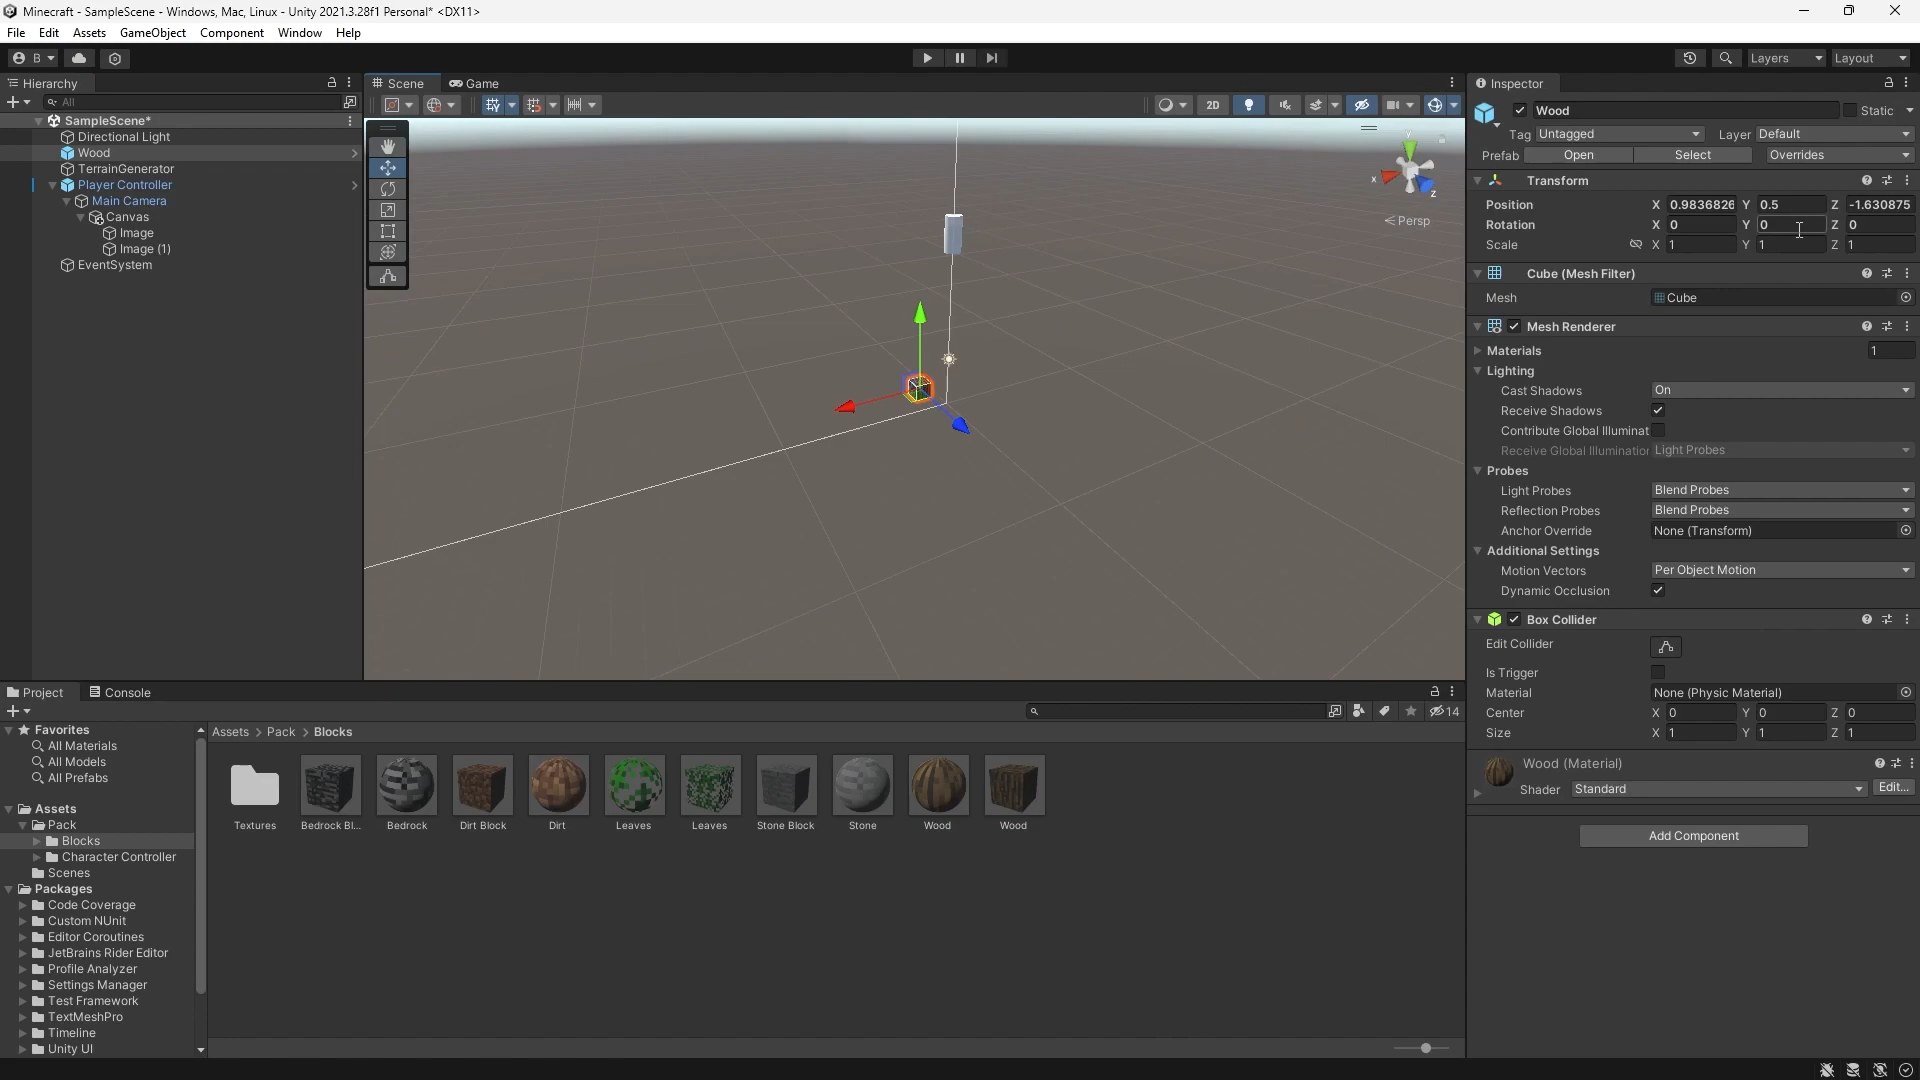 Minecraft - SampleScene - Windows, Mac, Linux - Unity 2021.3.28f1 Personal* <DX11>
File Edit Assets GameObject Component Window Help
B Layers Layout
Hierarchy
All
SampleScene*
Directional Light
Wood
TerrainGenerator
Player Controller
Main Camera
Canvas
Image
Image (1)
EventSystem
Scene Game
2D
y
x
z
Persp
Inspector
Wood Static
Tag Untagged Layer Default
Prefab Open Select Overrides
Transform
Position X 0.9836826 Y 0.5 Z -1.630875
Rotation X 0 Y 0 Z 0
Scale X 1 Y 1 Z 1
Cube (Mesh Filter)
Mesh Cube
Mesh Renderer
Materials 1
Lighting
Cast Shadows On
Receive Shadows
Contribute Global Illuminat
Receive Global Illumination Light Probes
Probes
Light Probes Blend Probes
Reflection Probes Blend Probes
Anchor Override None (Transform)
Additional Settings
Motion Vectors Per Object Motion
Dynamic Occlusion
Box Collider
Edit Collider
Is Trigger
Material None (Physic Material)
Center X 0 Y 0 Z 0
Size X 1 Y 1 Z 1
Wood (Material)
Shader Standard Edit...
Add Component
Project Console
14
Favorites
All Materials
All Models
All Prefabs
Assets
Pack
Blocks
Character Controller
Scenes
Packages
Code Coverage
Custom NUnit
Editor Coroutines
JetBrains Rider Editor
Profile Analyzer
Settings Manager
Test Framework
TextMeshPro
Timeline
Unity UI
Assets > Pack > Blocks
Textures Bedrock Bl... Bedrock Dirt Block Dirt Leaves Leaves Stone Block Stone Wood Wood